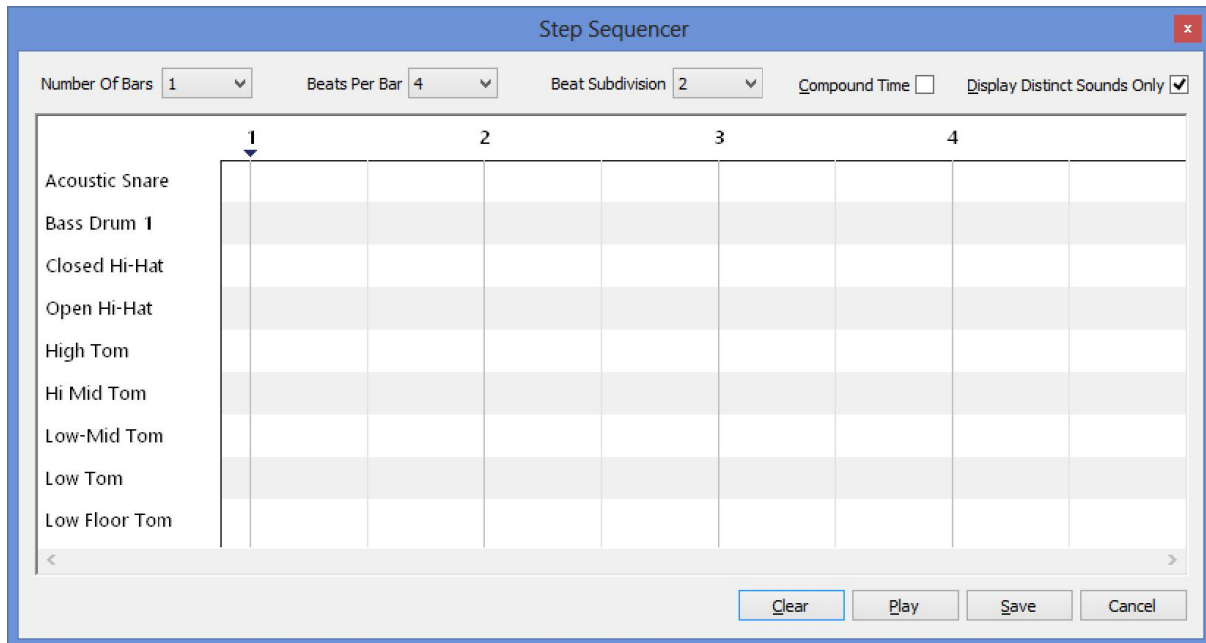 Step Sequencer
x
Number Of Bars 1 Beats Per Bar 4 Beat Subdivision 2 Compound Time Display Distinct Sounds Only
1 2 3 4
Acoustic Snare
Bass Drum 1
Closed Hi-Hat
Open Hi-Hat
High Tom
Hi Mid Tom
Low-Mid Tom
Low Tom
Low Floor Tom
Clear Play Save Cancel